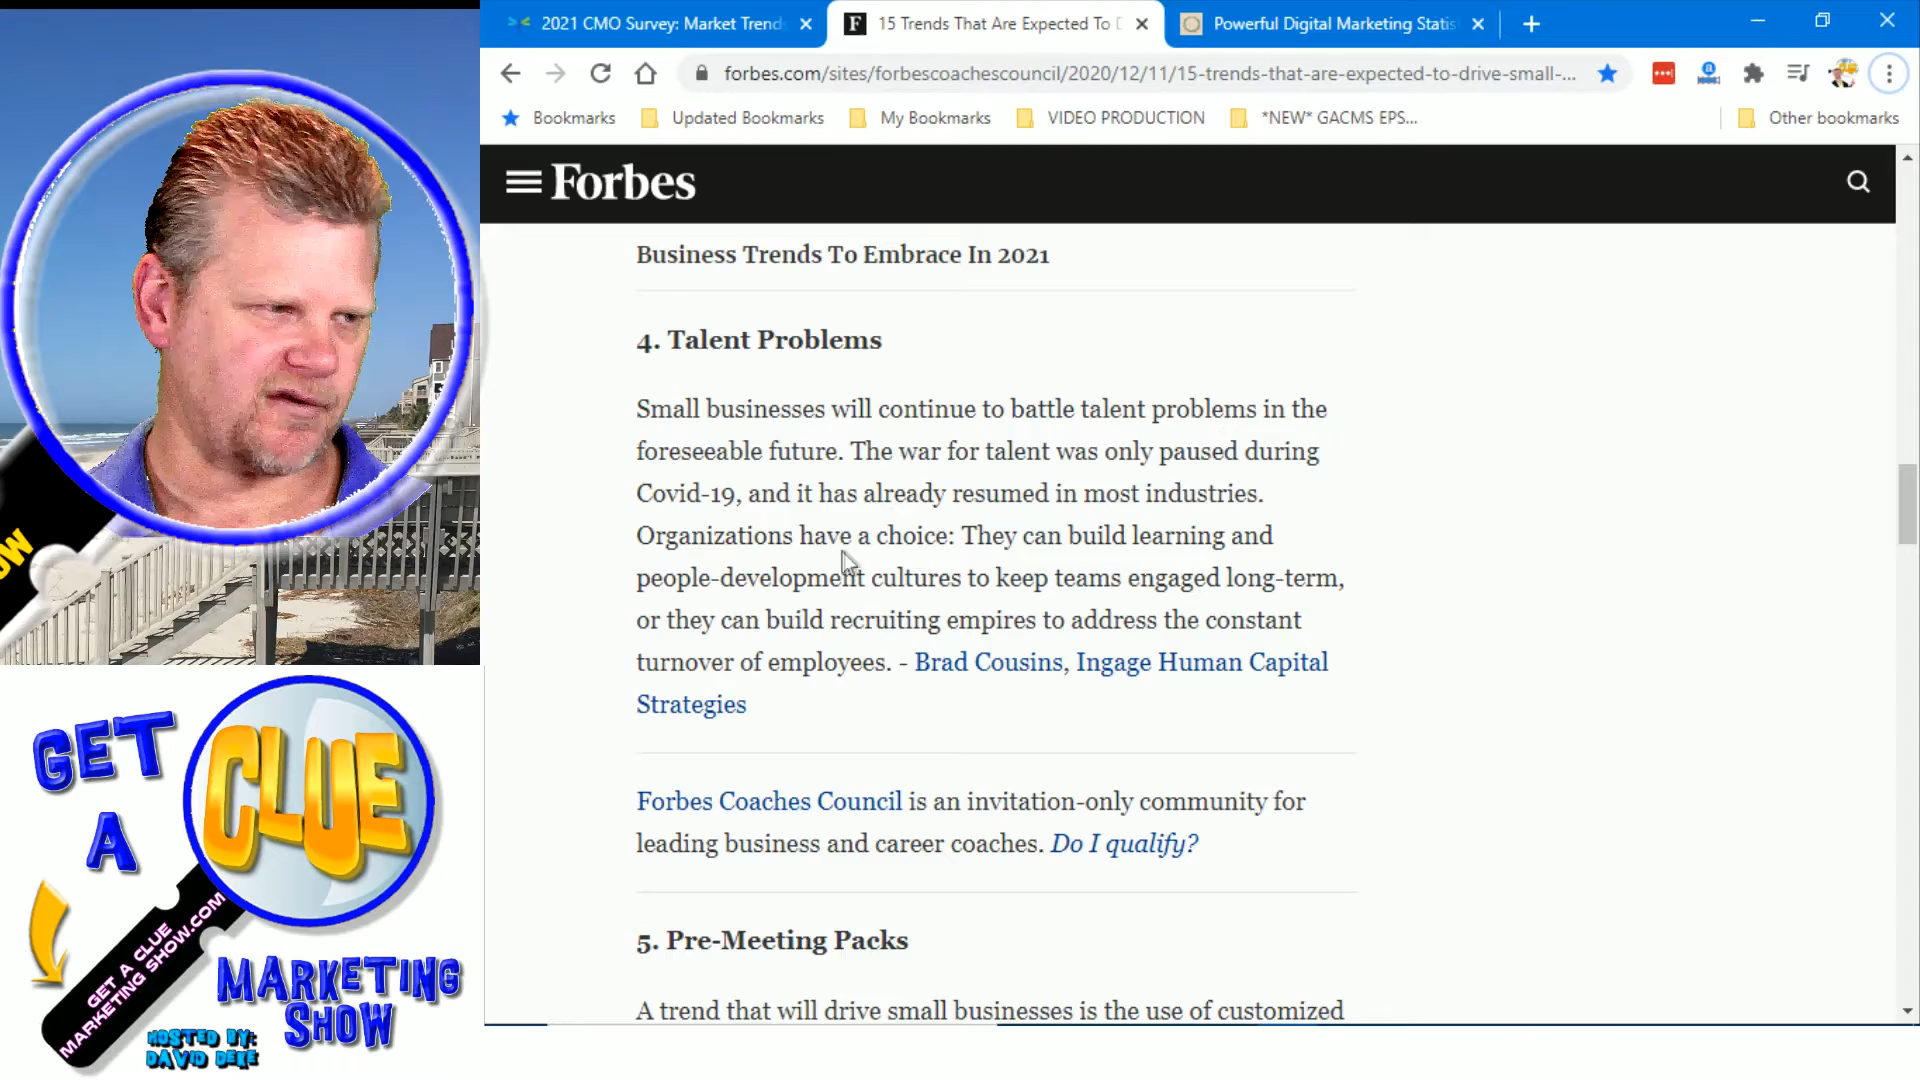 2021 CMO Survey: Market Trend
15 Trends That Are Expected To D
Powerful Digital Marketing Statis
forbes.com/sites/forbescoachescouncil/2020/12/11/15-trends-that-are-expected-to-drive-small-...
Bookmarks
Updated Bookmarks
My Bookmarks
VIDEO PRODUCTION
*NEW* GACMS EPS...
Other bookmarks
Forbes
Business Trends To Embrace In 2021
4. Talent Problems
Small businesses will continue to battle talent problems in the
foreseeable future. The war for talent was only paused during
Covid-19, and it has already resumed in most industries.
Organizations have a choice: They can build learning and
people-development cultures to keep teams engaged long-term,
or they can build recruiting empires to address the constant
turnover of employees. - Brad Cousins, Ingage Human Capital
Strategies
Forbes Coaches Council is an invitation-only community for
leading business and career coaches. Do I qualify?
5. Pre-Meeting Packs
A trend that will drive small businesses is the use of customized
OW
GET
A
CLUE
GET A CLUE
MARKETING SHOW.COM
MARKETING
SHOW
HOSTED BY:
DAVID DEKE